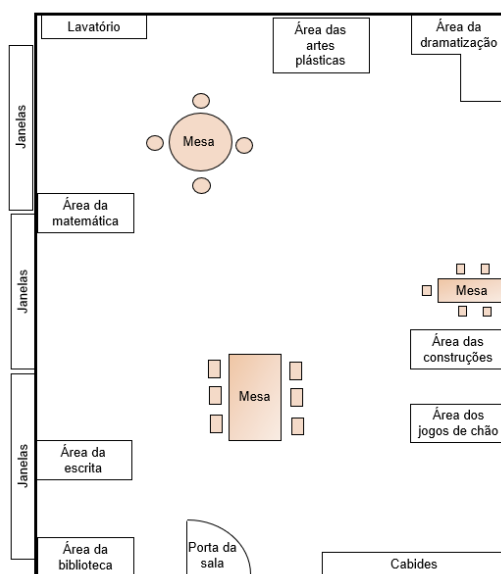 Lavatório
Área das
artes
plásticas
Área da
dramatização
Janelas
Mesa
Área da
matemática
Janelas
Mesa
Área das
construções
Mesa
Janelas
Área dos
jogos de chão
Área da
escrita
Área da
biblioteca
Porta da
sala
Cabides